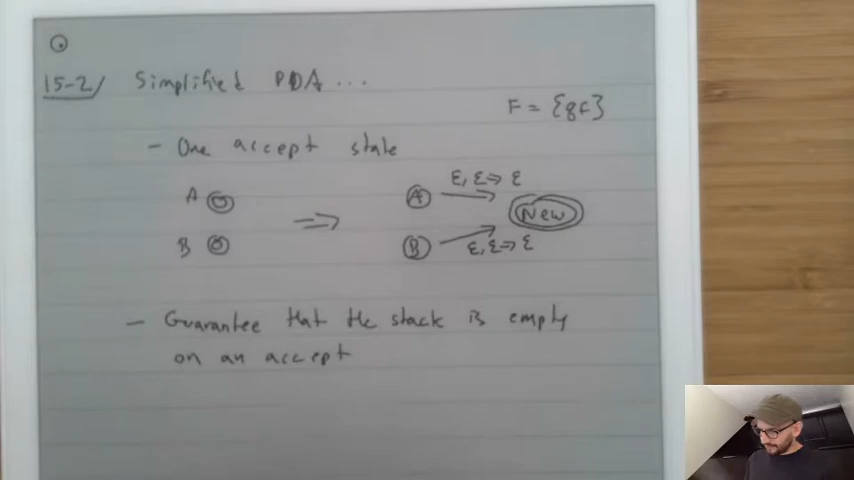 15-2/ Simplified PDA...
F = {qF}
- One accept state
A
B
⇒
A ε, ε → ε
New
B ε, ε → ε
- Guarantee that the stack is empty
on an accept